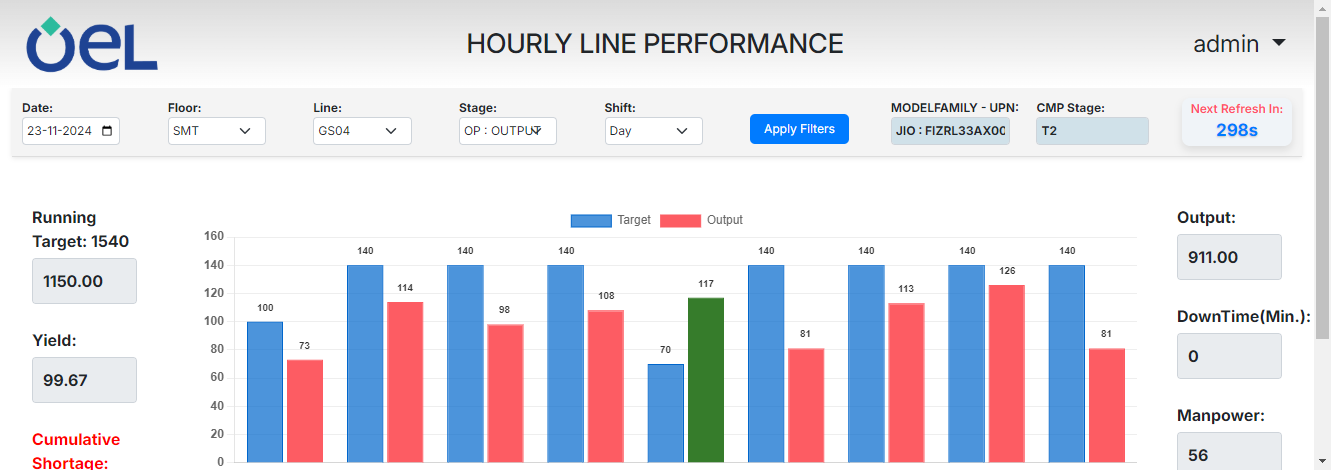 OEL
HOURLY LINE PERFORMANCE
admin
Date:
Floor:
Line:
Stage:
Shift:
MODELFAMILY - UPN:
CMP Stage:
Next Refresh In:
23-11-2024
SMT
GS04
OP : OUTPUT
Day
Apply Filters
JIO : FIZRL33AX00
T2
298s
Running
Target: 1540
1150.00
Yield:
99.67
Cumulative
Shortage:
Target Output
160
140
120
100
80
60
40
20
0
100 73
140 114
140 98
140 108
70 117
140 81
140 113
140 126
140 81
Output:
911.00
DownTime(Min.):
0
Manpower:
56